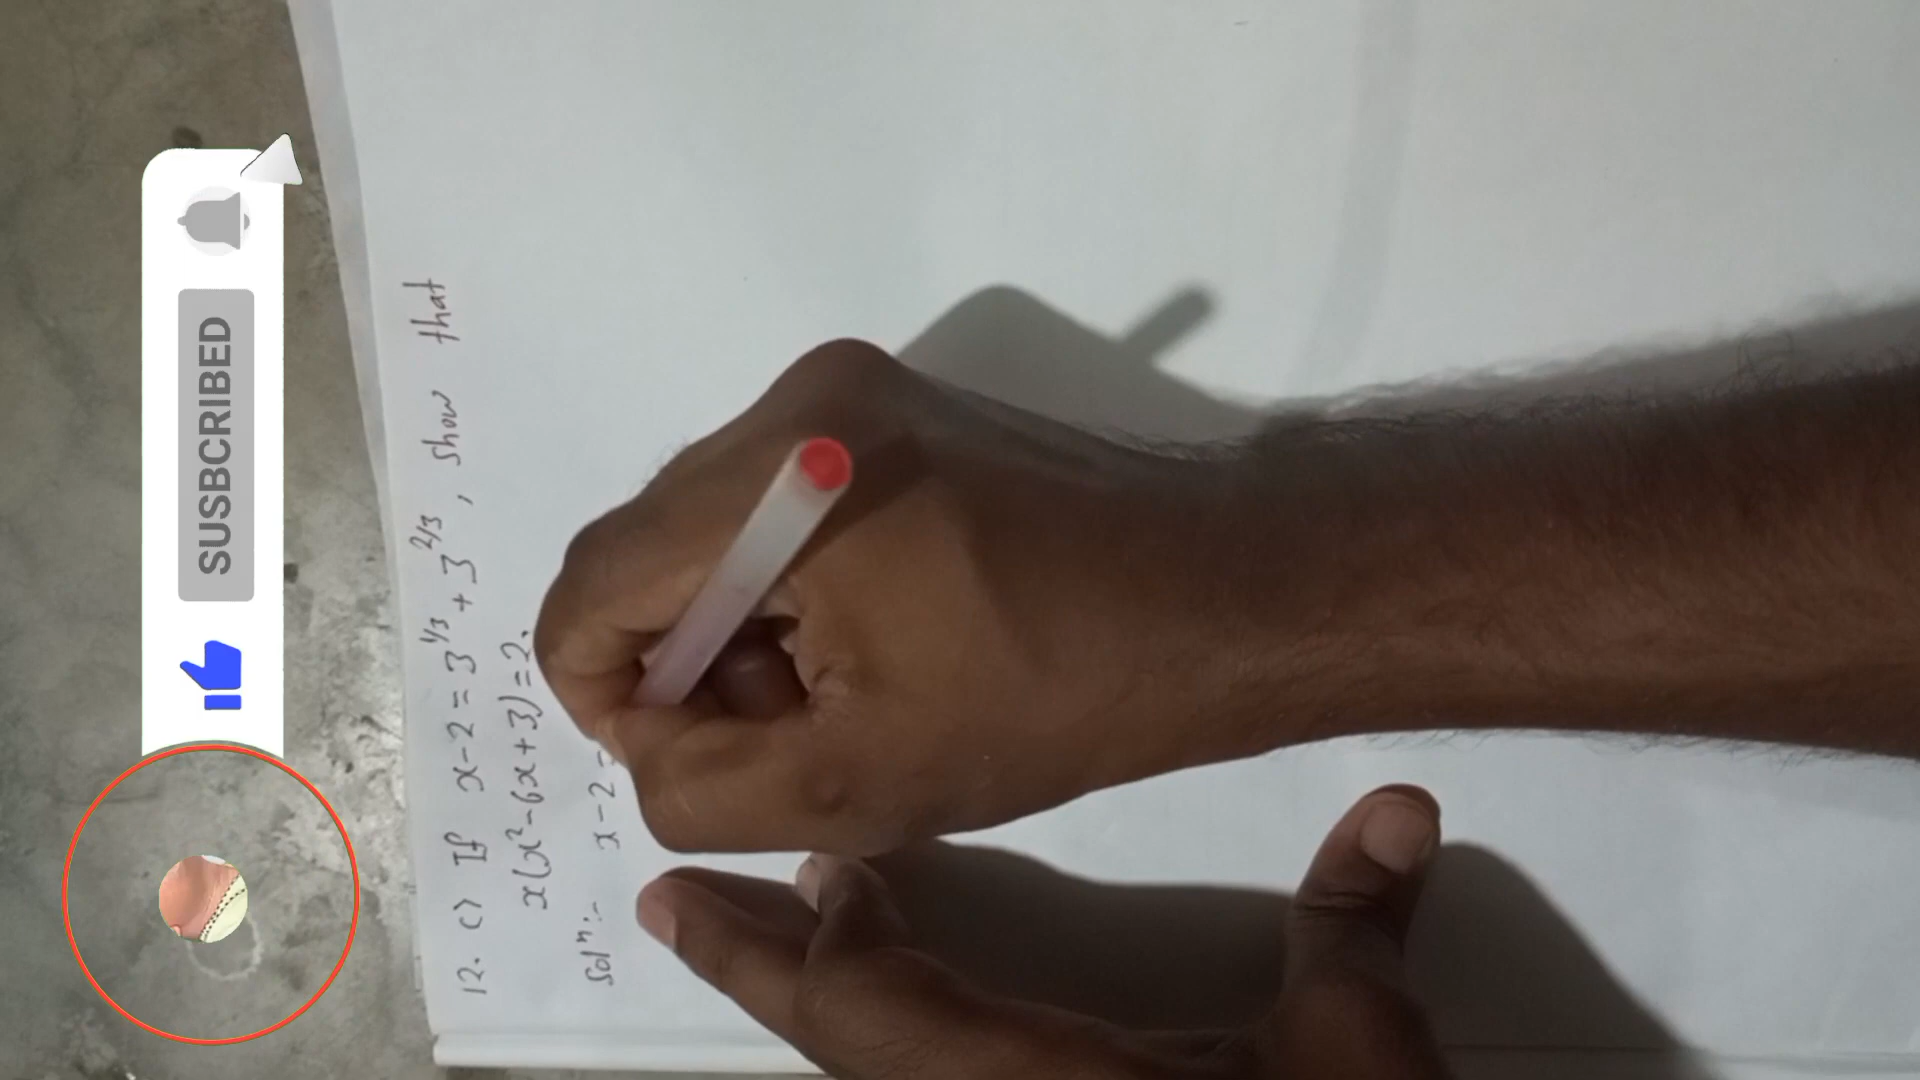 12. c) If x-2 = 3^1/3 + 3^2/3, show that
x(x²-6x+3)=2.
Solⁿ:- x-2=
SUSBCRIBED